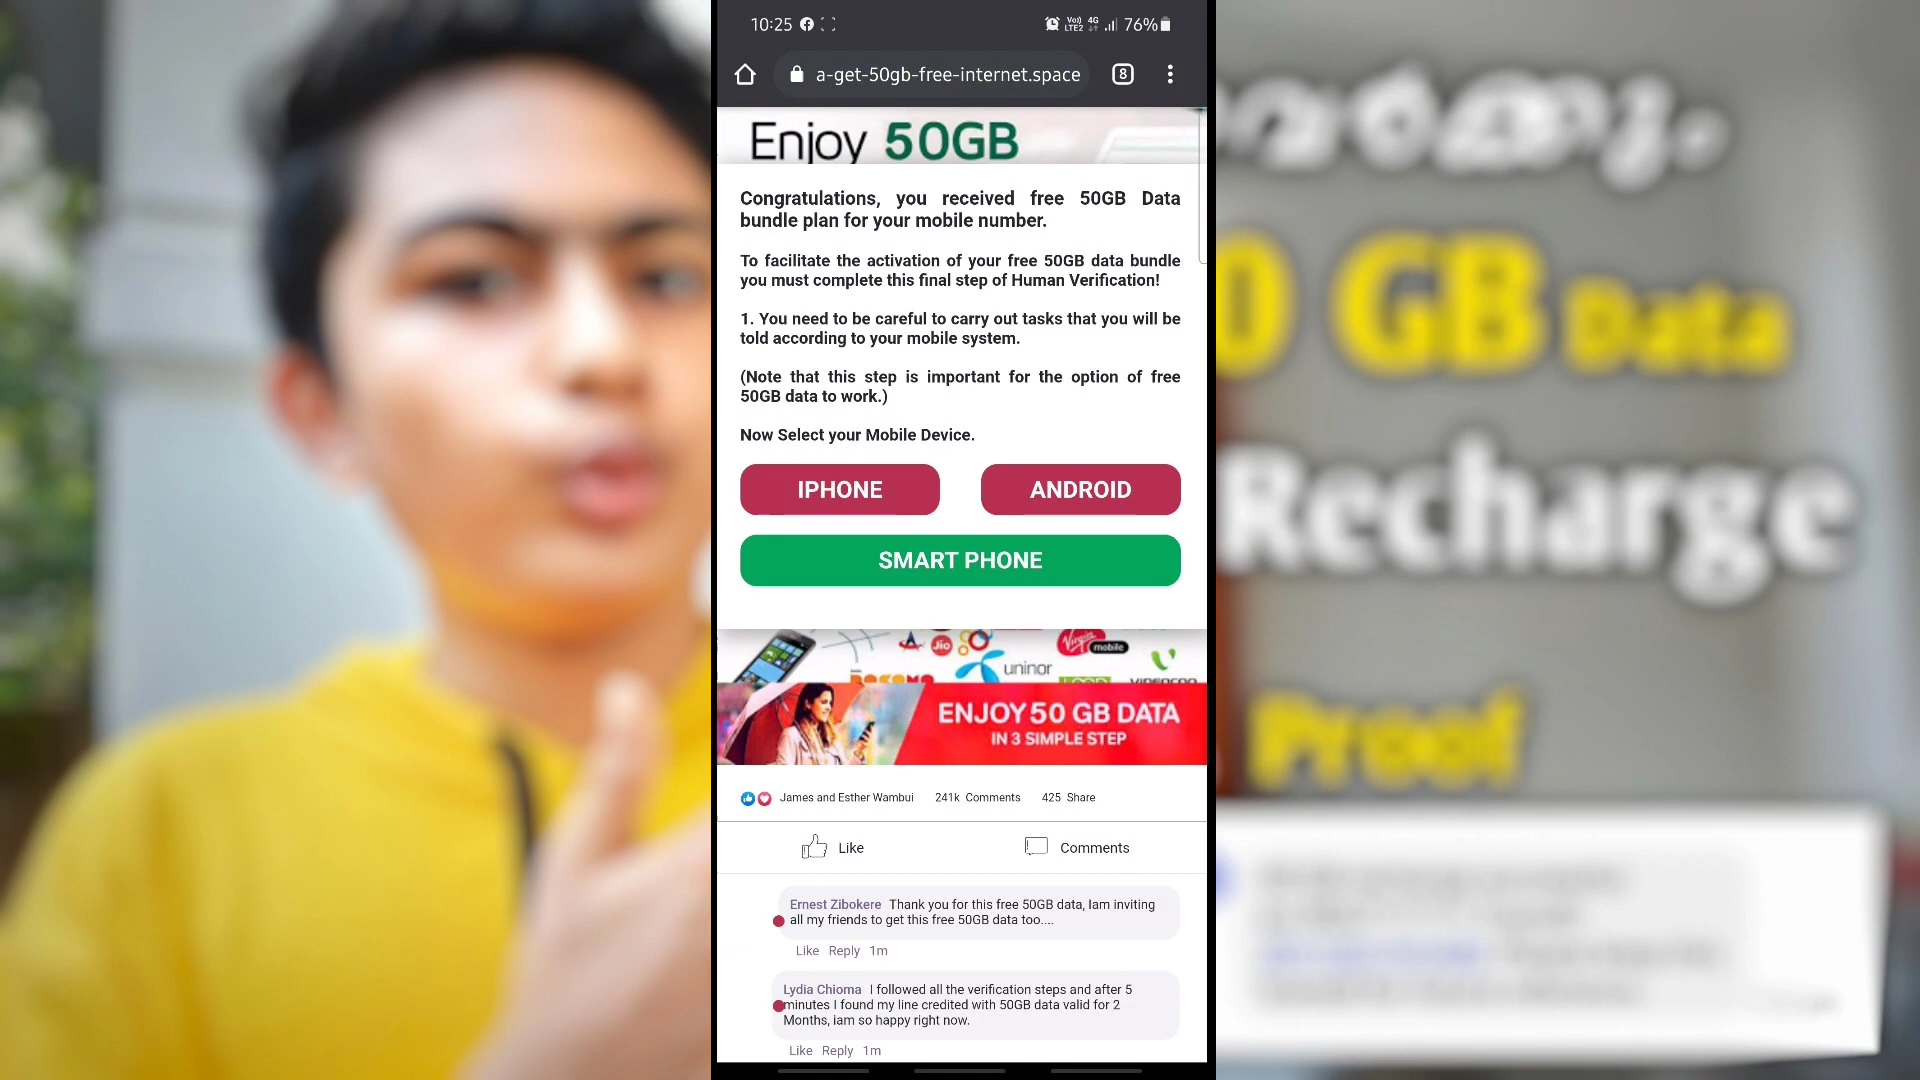 10:25
Vo))
LTE2
4G
76%
a-get-50gb-free-internet.space
8
Enjoy 50GB
Congratulations, you received free 50GB Data
bundle plan for your mobile number.
To facilitate the activation of your free 50GB data bundle
you must complete this final step of Human Verification!
1. You need to be careful to carry out tasks that you will be
told according to your mobile system.
(Note that this step is important for the option of free
50GB data to work.)
Now Select your Mobile Device.
IPHONE
ANDROID
SMART PHONE
Jio
Virgin
mobile
uninor
ENJOY 50 GB DATA
IN 3 SIMPLE STEP
James and Esther Wambui 241k Comments 425 Share
Like
Comments
Ernest Zibokere Thank you for this free 50GB data, Iam inviting
all my friends to get this free 50GB data too....
Like Reply 1m
Lydia Chioma I followed all the verification steps and after 5
minutes I found my line credited with 50GB data valid for 2
Months, iam so happy right now.
Like Reply 1m
0 GB Data
Recharge
Proof